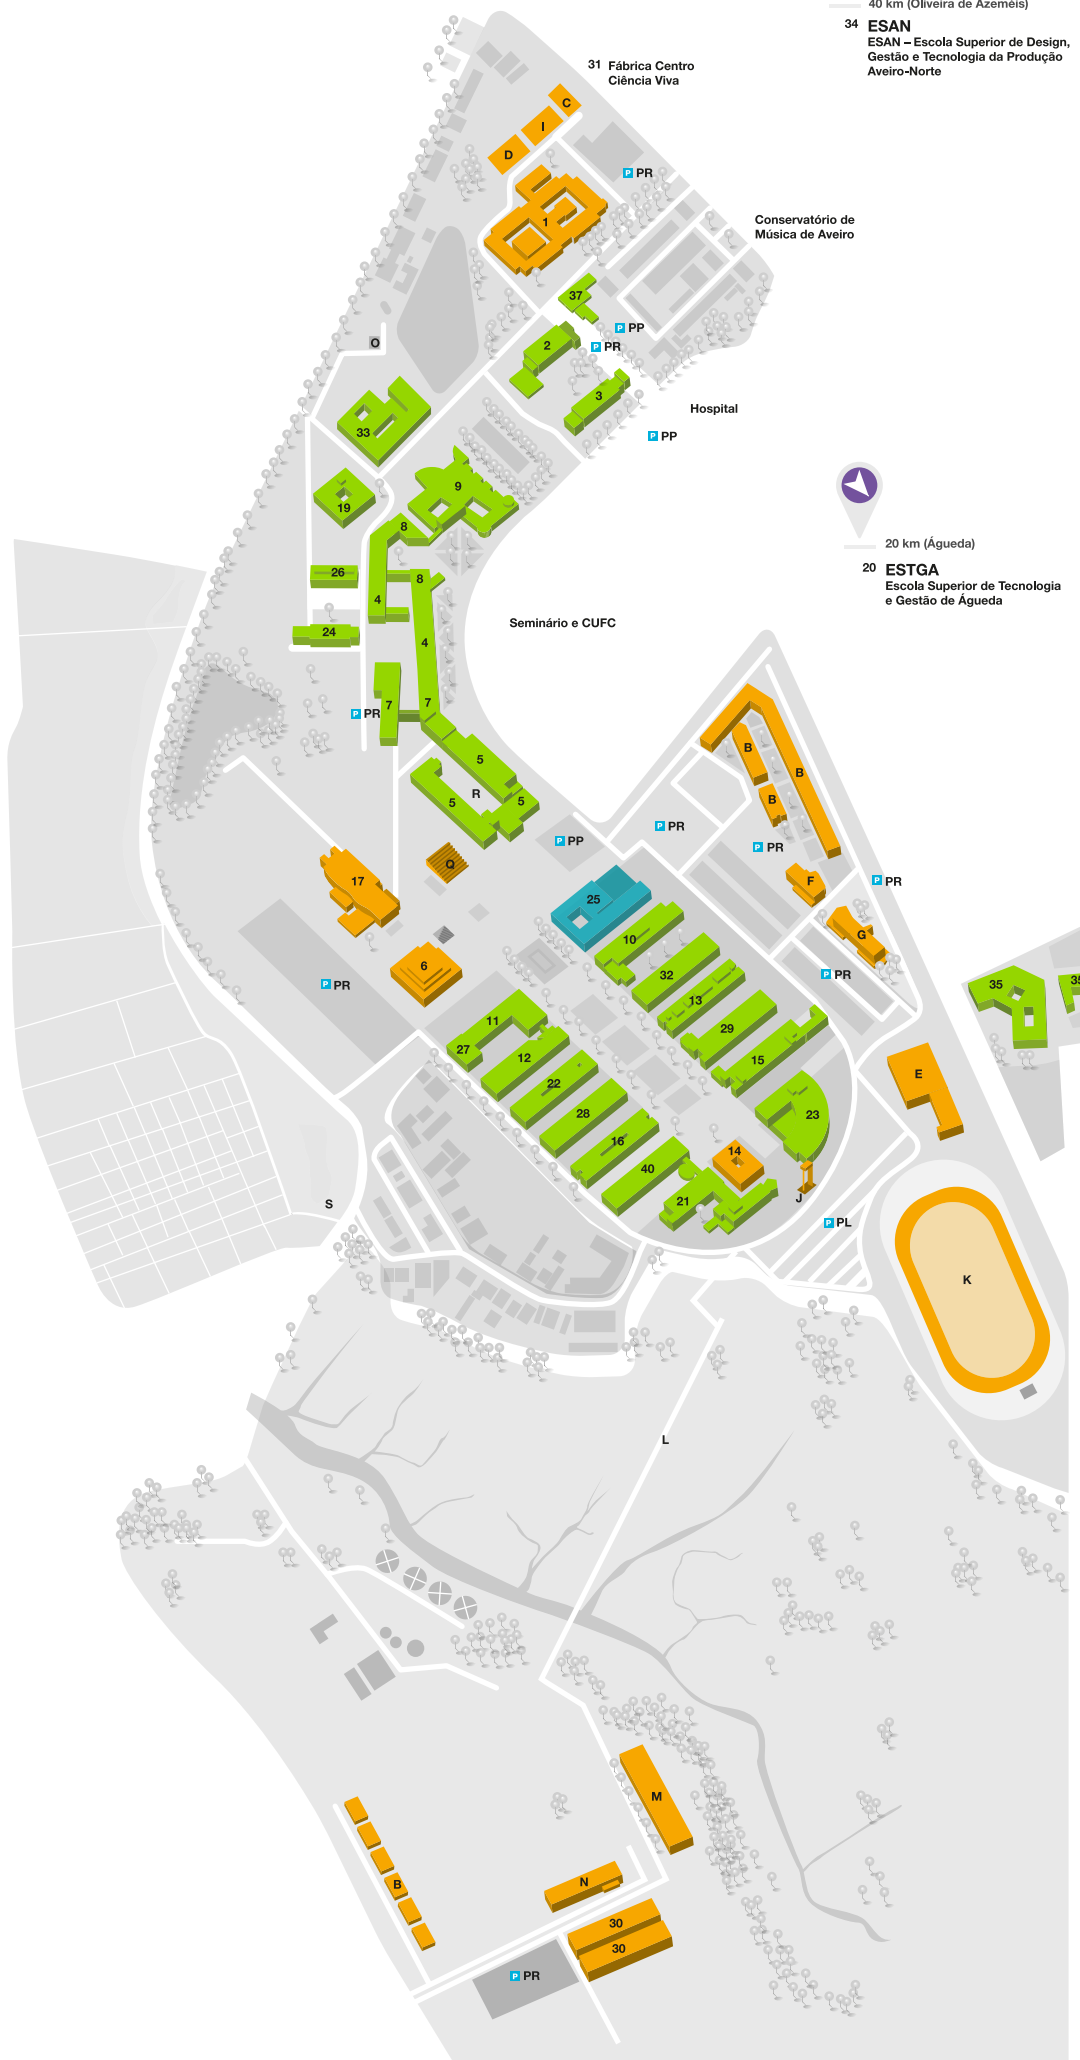 40 km (Oliveira de Azeméis)
34 ESAN
ESAN – Escola Superior de Design,
Gestão e Tecnologia da Produção
Aveiro-Norte
31 Fábrica Centro
Ciência Viva
C
I
D
P PR
1
Conservatório de
Música de Aveiro
37
P PP
O
2
P PR
3
Hospital
33
P PP
9
19
8
26
8
20 km (Águeda)
20 ESTGA
Escola Superior de Tecnologia
e Gestão de Águeda
4
Seminário e CUFC
24
4
7
7
P PR
B
5
B
R
5
5
B
P PR
P PP
P PR
Q
17
F
P PR
25
G
10
6
32
P PR
P PR
35
35
13
11
29
27
12
15
E
22
28
23
16
14
40
J
21
S
P PL
K
L
M
N
B
30
30
P PR